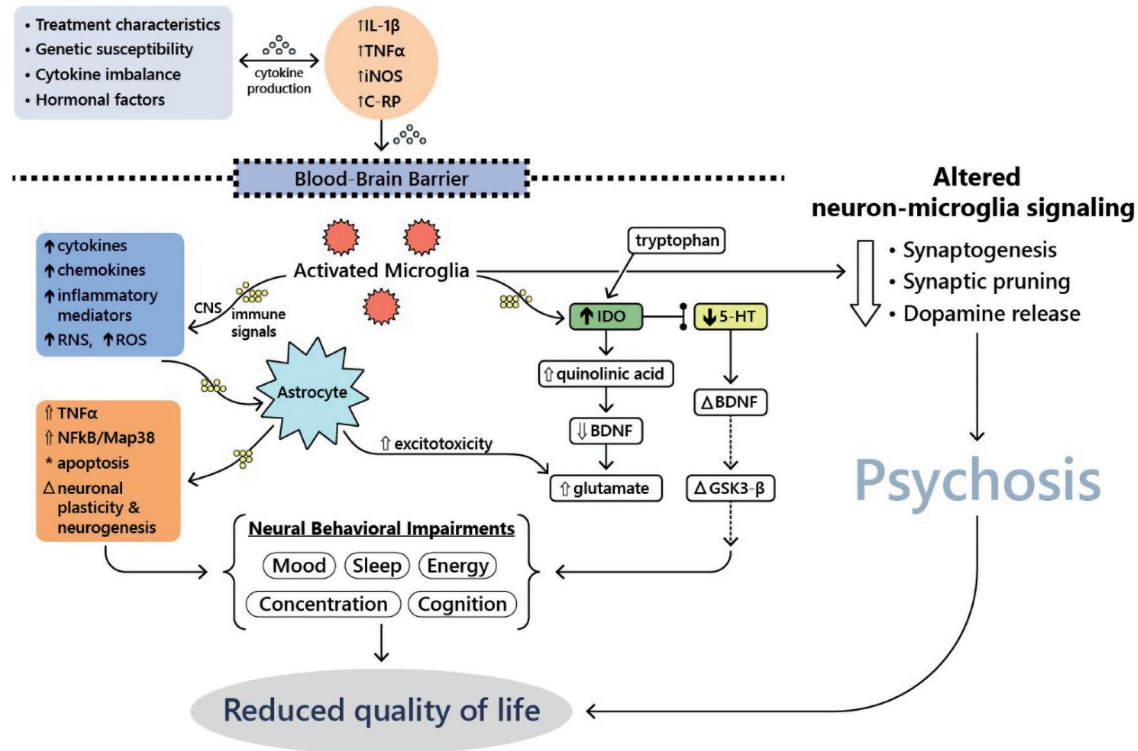 • Treatment characteristics
• Genetic susceptibility
• Cytokine imbalance
• Hormonal factors
cytokine
production
↑IL-1β
↑TNFα
↑iNOS
↑C-RP
Blood-Brain Barrier
Altered
neuron-microglia signaling
• Synaptogenesis
• Synaptic pruning
• Dopamine release
Activated Microglia
tryptophan
↑ cytokines
↑ chemokines
↑ inflammatory
mediators
↑ RNS, ↑ ROS
CNS
immune
signals
↑ IDO
↓ 5-HT
Astrocyte
⇧ quinolinic acid
△ BDNF
⇩ BDNF
⇧ excitotoxicity
⇧ glutamate
△ GSK3-β
⇧ TNFα
⇧ NFkB/Map38
* apoptosis
△ neuronal
plasticity &
neurogenesis
Psychosis
Neural Behavioral Impairments
Mood
Sleep
Energy
Concentration
Cognition
Reduced quality of life